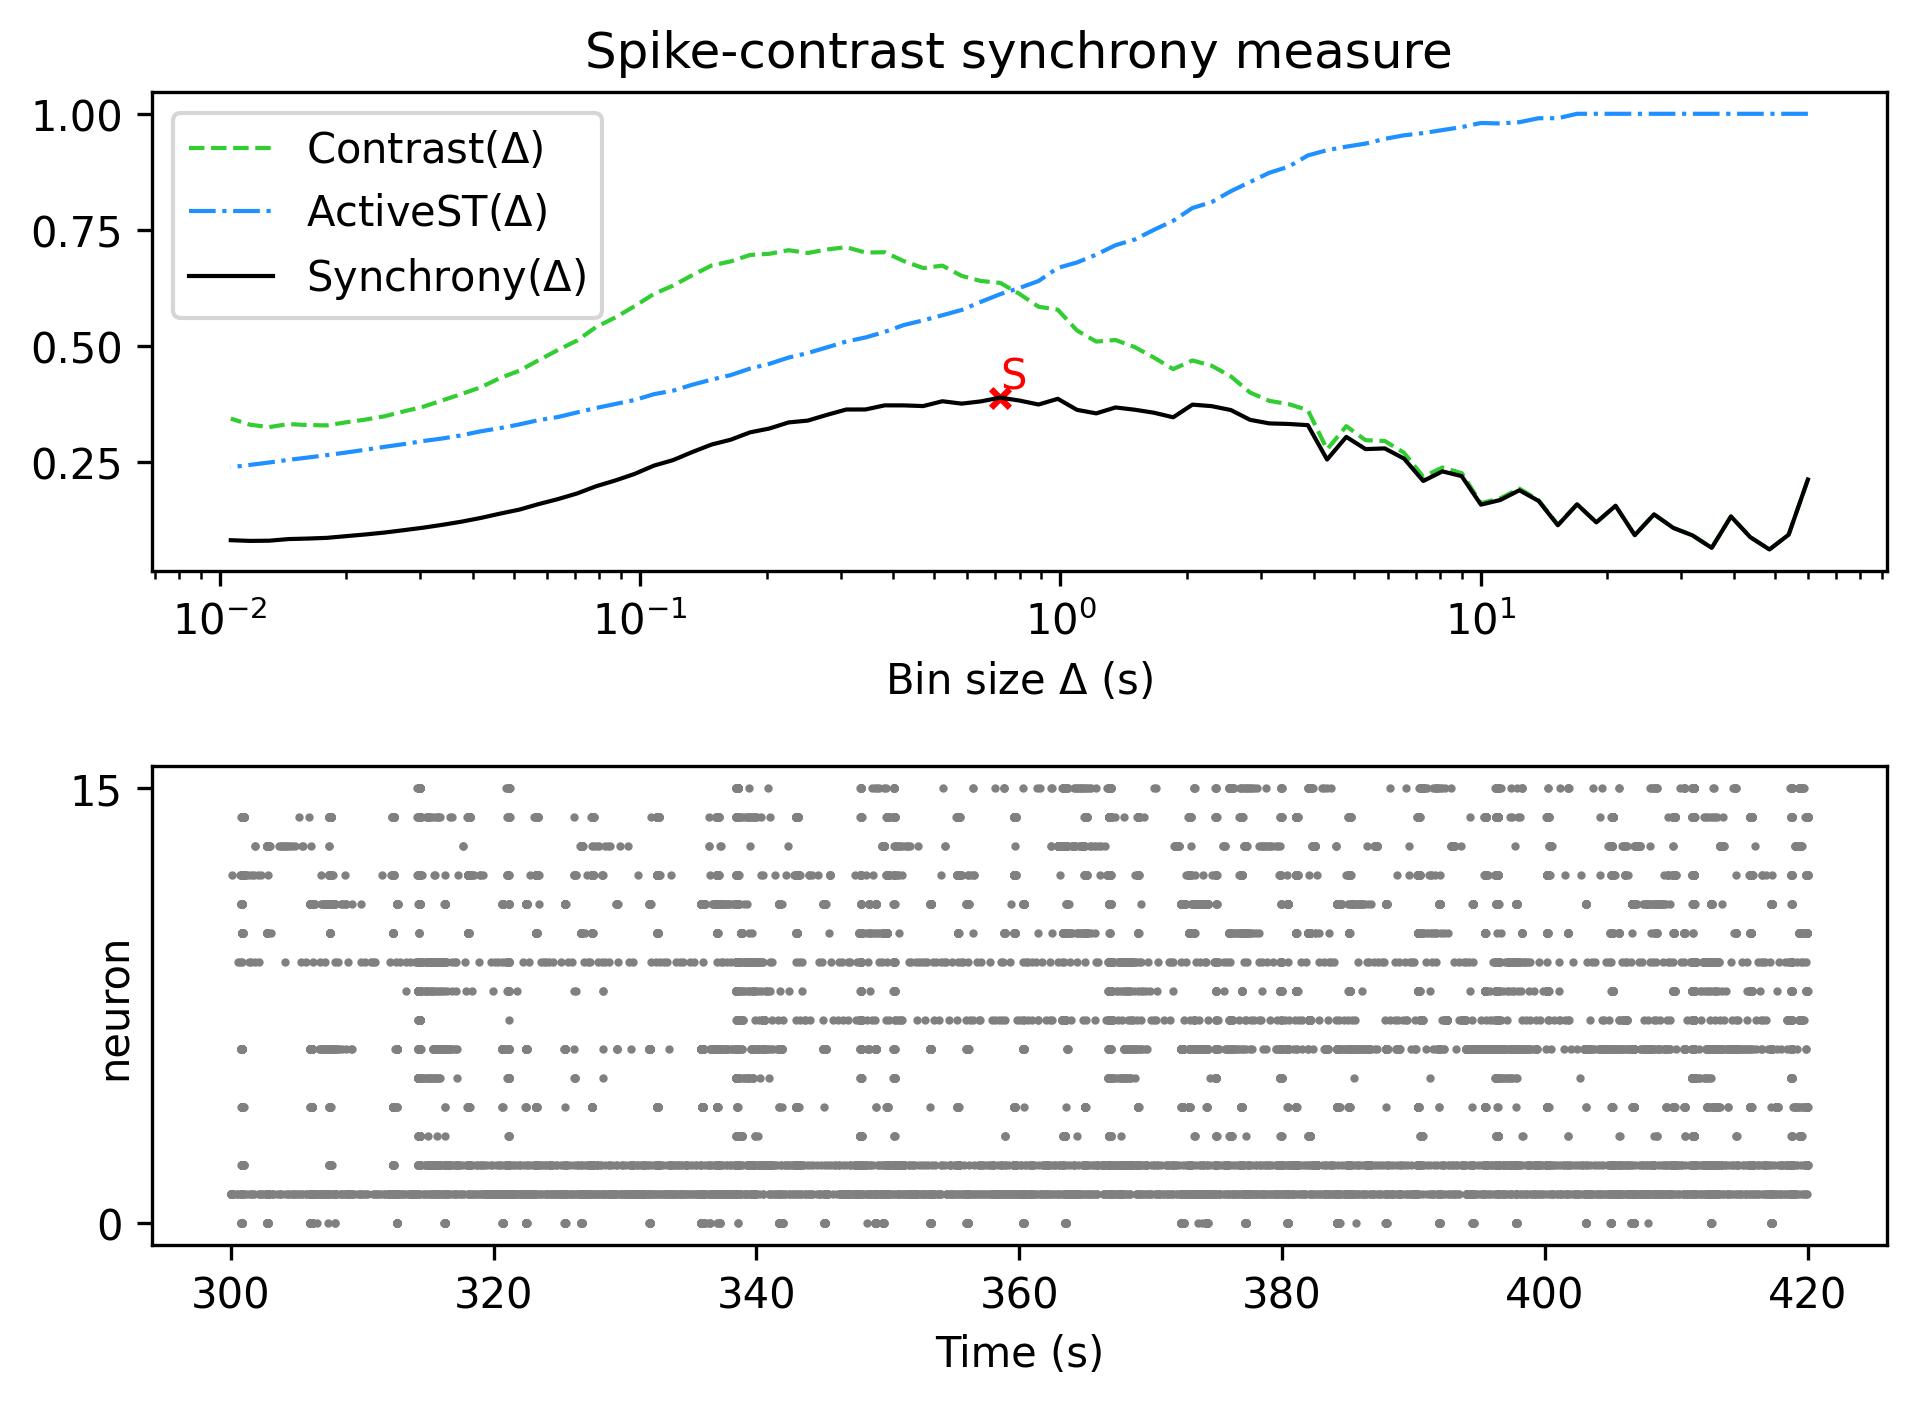 Spike-contrast synchrony measure
1.00
0.75
0.50
0.25
Contrast(Δ)
ActiveST(Δ)
Synchrony(Δ)
S
10⁻² 10⁻¹ 10⁰ 10¹
Bin size Δ (s)
15
0
neuron
300 320 340 360 380 400 420
Time (s)